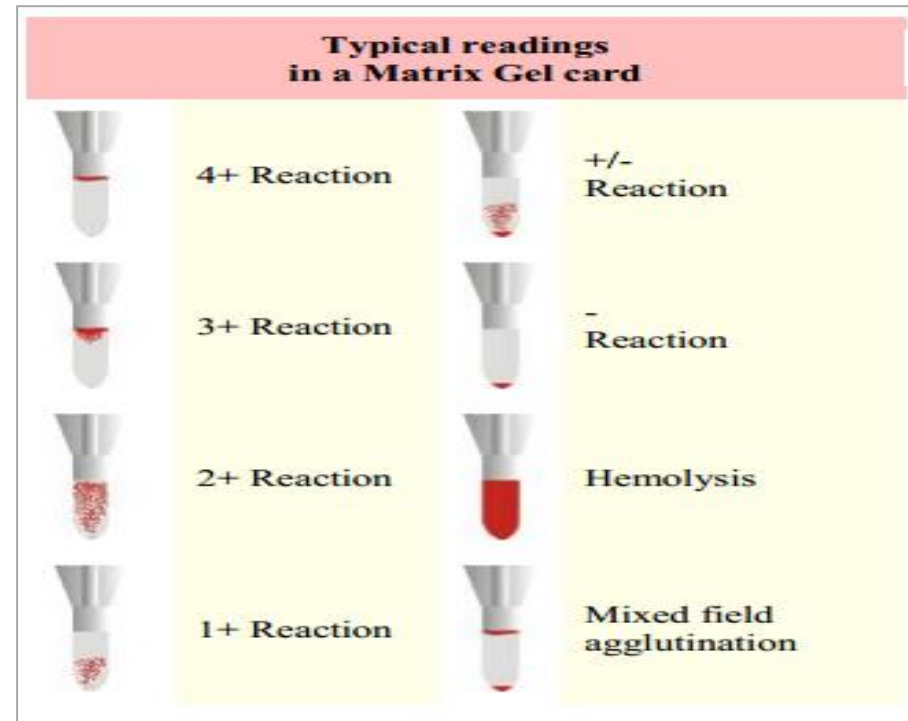 Typical readings
in a Matrix Gel card
4+ Reaction
+/-
Reaction
3+ Reaction
-
Reaction
2+ Reaction
Hemolysis
1+ Reaction
Mixed field
agglutination